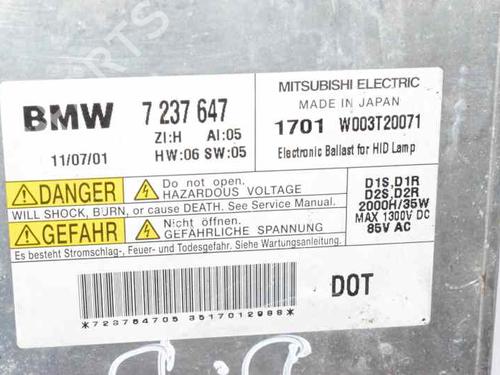 BMW 7 237 647
ZI:H AI:05
11/07/01 HW:06 SW:05
MITSUBISHI ELECTRIC
MADE IN JAPAN
1701 W003T20071
Electronic Ballast for HID Lamp
DANGER Do not open.
HAZARDOUS VOLTAGE
WILL SHOCK, BURN, or cause DEATH. See Service Manual.
GEFAHR Nicht öffnen.
GEFÄHRLICHE SPANNUNG
Es besteht Stromschlag-, Feuer- und Todesgefahr. Siehe Wartungsanleitung.
D1S,D1R
D2S,D2R
2000H/35W
MAX 1300V DC
85V AC
DOT
*723764705 3517012988*